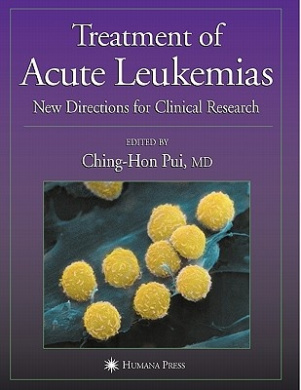 Treatment of
Acute Leukemias
New Directions for Clinical Research
EDITED BY
Ching-Hon Pui, MD
HUMANA PRESS